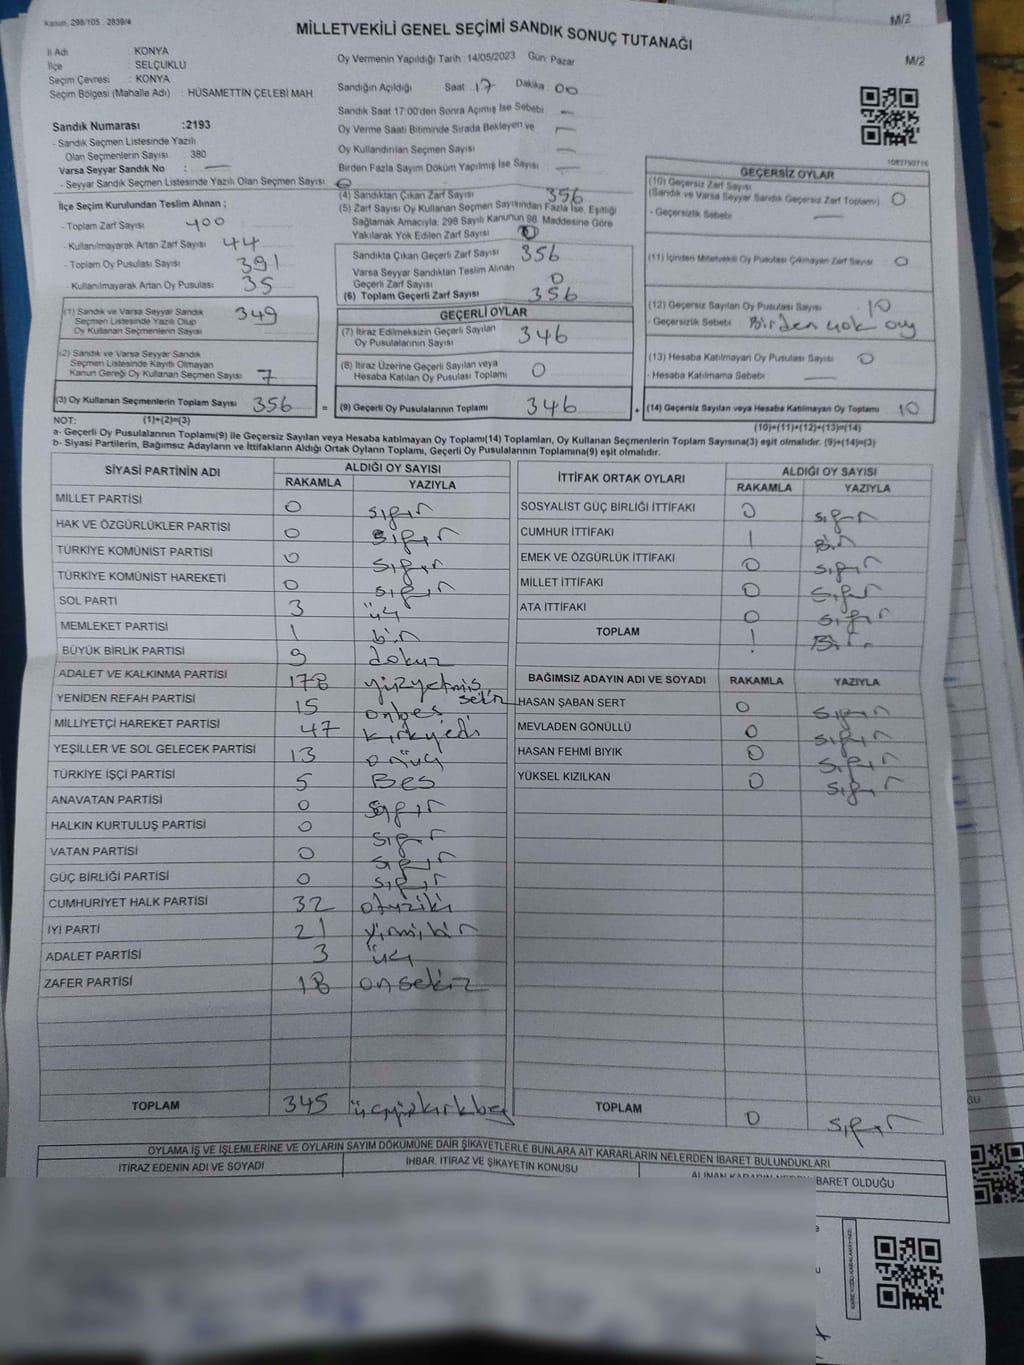 Kanun, 298/105 : 2839/4
M/2
MİLLETVEKİLİ GENEL SEÇİMİ SANDIK SONUÇ TUTANAĞI
M/2
İl Adı : KONYA
İlçe : SELÇUKLU
Seçim Çevresi : KONYA
Seçim Bölgesi (Mahalle Adı) : HÜSAMETTİN ÇELEBİ MAH.
Oy Vermenin Yapıldığı Tarih :14/05/2023 Gün: Pazar
Sandığın Açıldığı Saat : 17 Dakika : 00
Sandık Saat 17:00'den Sonra Açımış İse Sebebi : —
Oy Verme Saati Bitiminde Sırada Bekleyen ve —
Oy Kullandırılan Seçmen Sayısı : —
Birden Fazla Sayım Döküm Yapılmış İse Sayısı : —
Sandık Numarası :2193
- Sandık Seçmen Listesinde Yazılı
Olan Seçmenlerin Sayısı : 380
Varsa Seyyar Sandık No : —
- Seyyar Sandık Seçmen Listesinde Yazılı Olan Seçmen Sayısı :
İlçe Seçim Kurulundan Teslim Alınan ;
- Toplam Zarf Sayısı : 400
- Kullanılmayarak Artan Zarf Sayısı : 44
- Toplam Oy Pusulası Sayısı : 391
- Kullanılmayarak Artan Oy Pusulası : 35
(1) Sandık ve Varsa Seyyar Sandık
Seçmen Listesinde Yazılı Olup
Oy Kullanan Seçmenlerin Sayısı : 349
(2) Sandık ve Varsa Seyyar Sandık
Seçmen Listesinde Kayıtlı Olmayan
Kanun Gereği Oy Kullanan Seçmen Sayısı : 7
(3) Oy Kullanan Seçmenlerin Toplam Sayısı : 356 =
(4) Sandıktan Çıkan Zarf Sayısı : 356
(5) Zarf Sayısı Oy Kullanan Seçmen Sayısından Fazla İse, Eşitliği
Sağlamak Amacıyla, 298 Sayılı Kanunun 98. Maddesine Göre
Yakılarak Yok Edilen Zarf Sayısı : 0
Sandıkta Çıkan Geçerli Zarf Sayısı : 356
Varsa Seyyar Sandıktan Teslim Alınan
Geçerli Zarf Sayısı : 0
(6) Toplam Geçerli Zarf Sayısı : 356
GEÇERLİ OYLAR
(7) İtiraz Edilmeksizin Geçerli Sayılan
Oy Pusulalarının Sayısı : 346
(8) İtiraz Üzerine Geçerli Sayılan veya
Hesaba Katılan Oy Pusulası Toplamı : 0
(9) Geçerli Oy Pusulalarının Toplamı : 346 +
1087790716
GEÇERSİZ OYLAR
(10) Geçersiz Zarf Sayısı
(Sandık ve Varsa Seyyar Sandık Geçersiz Zarf Toplamı) : 0
- Geçersizlik Sebebi : —
(11) İçinden Milletvekili Oy Pusulası Çıkmayan Zarf Sayısı : 0
(12) Geçersiz Sayılan Oy Pusulası Sayısı : 10
- Geçersizlik Sebebi : Birden çok oy
(13) Hesaba Katılmayan Oy Pusulası Sayısı : 0
- Hesaba Katılmama Sebebi : —
(14) Geçersiz Sayılan veya Hesaba Katılmayan Oy Toplamı : 10
NOT: (1)+(2)=(3) (10)+(11)+(12)+(13)=(14)
a- Geçerli Oy Pusulalarının Toplamı(9) ile Geçersiz Sayılan veya Hesaba katılmayan Oy Toplamı(14) Toplamları, Oy Kullanan Seçmenlerin Toplam Sayısına(3) eşit olmalıdır. (9)+(14)=(3)
b- Siyasi Partilerin, Bağımsız Adayların ve İttifakların Aldığı Ortak Oyların Toplamı, Geçerli Oy Pusulalarının Toplamına(9) eşit olmalıdır.
SİYASİ PARTİNİN ADI ALDIĞI OY SAYISI
RAKAMLA YAZIYLA
MİLLET PARTİSİ 0 sıfır
HAK VE ÖZGÜRLÜKLER PARTİSİ 0 sıfır
TÜRKİYE KOMÜNİST PARTİSİ 0 sıfır
TÜRKİYE KOMÜNİST HAREKETİ 0 sıfır
SOL PARTİ 3 üç
MEMLEKET PARTİSİ 1 bir
BÜYÜK BİRLİK PARTİSİ 9 dokuz
ADALET VE KALKINMA PARTİSİ 178 yüzyetmiş sekiz
YENİDEN REFAH PARTİSİ 15 onbeş
MİLLİYETÇİ HAREKET PARTİSİ 47 kırkyedi
YEŞİLLER VE SOL GELECEK PARTİSİ 13 onüç
TÜRKİYE İŞÇİ PARTİSİ 5 Beş
ANAVATAN PARTİSİ 0 sıfır
HALKIN KURTULUŞ PARTİSİ 0 sıfır
VATAN PARTİSİ 0 sıfır
GÜÇ BİRLİĞİ PARTİSİ 0 sıfır
CUMHURİYET HALK PARTİSİ 32 otuziki
İYİ PARTİ 21 yirmibir
ADALET PARTİSİ 3 üç
ZAFER PARTİSİ 18 onsekiz
TOPLAM 345 üçyüzkırkbeş
İTTİFAK ORTAK OYLARI ALDIĞI OY SAYISI
RAKAMLA YAZIYLA
SOSYALİST GÜÇ BİRLİĞİ İTTİFAKI 0 sıfır
CUMHUR İTTİFAKI 1 Bir
EMEK VE ÖZGÜRLÜK İTTİFAKI 0 sıfır
MİLLET İTTİFAKI 0 sıfır
ATA İTTİFAKI 0 sıfır
TOPLAM 1 Bir
BAĞIMSIZ ADAYIN ADI VE SOYADI RAKAMLA YAZIYLA
HASAN ŞABAN SERT 0 sıfır
MEVLADEN GÖNÜLLÜ 0 sıfır
HASAN FEHMİ BIYIK 0 sıfır
YÜKSEL KIZILKAN 0 sıfır
TOPLAM 0 sıfır
OYLAMA İŞ VE İŞLEMLERİNE VE OYLARIN SAYIM DÖKÜMÜNE DAİR ŞİKAYETLERLE BUNLARA AİT KARARLARIN NELERDEN İBARET BULUNDUKLARI
İTİRAZ EDENİN ADI VE SOYADI İHBAR, İTİRAZ VE ŞİKAYETİN KONUSU ALINAN KARARIN NEDEN İBARET OLDUĞU